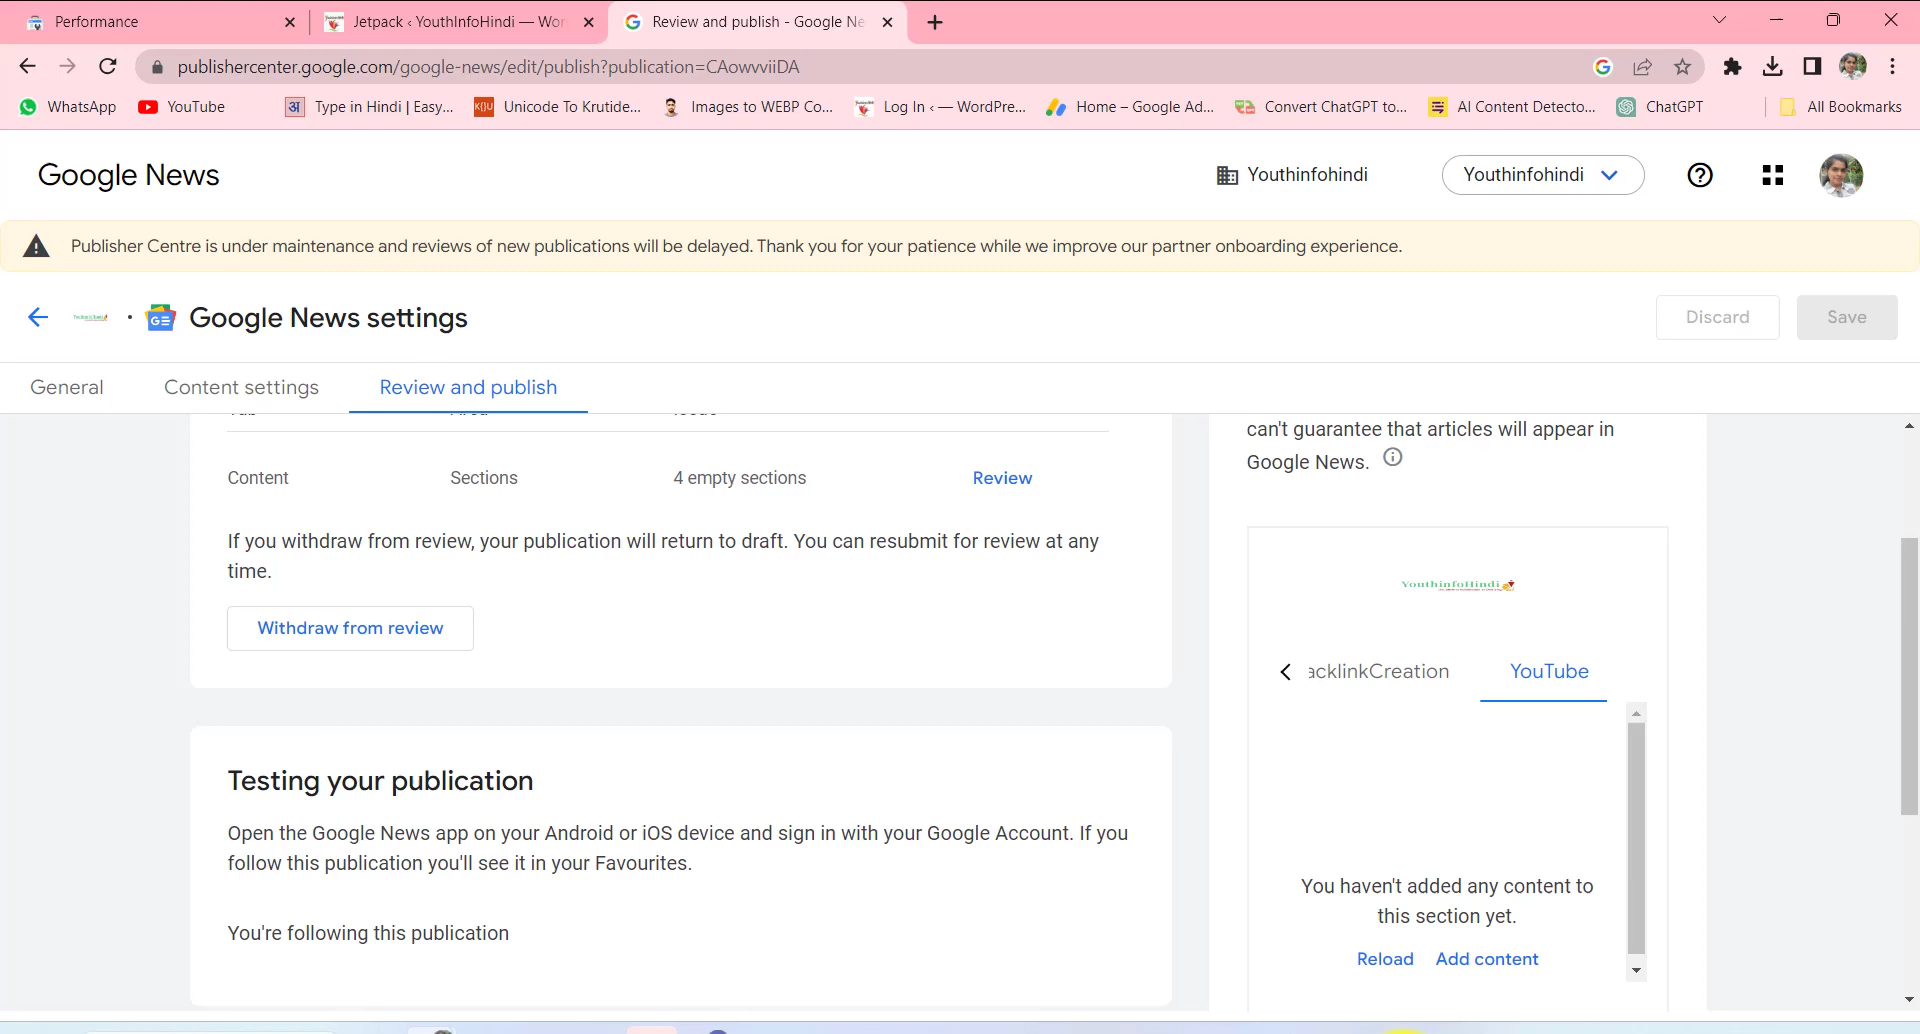 Performance
Jetpack ‹ YouthInfoHindi — Wor
Review and publish - Google Ne
publishercenter.google.com/google-news/edit/publish?publication=CAowvviiDA
WhatsApp
YouTube
Type in Hindi | Easy...
Unicode To Krutide...
Images to WEBP Co...
Log In ‹ — WordPre...
Home – Google Ad...
Convert ChatGPT to...
AI Content Detecto...
ChatGPT
All Bookmarks
Google News
Youthinfohindi
Youthinfohindi
Publisher Centre is under maintenance and reviews of new publications will be delayed. Thank you for your patience while we improve our partner onboarding experience.
Google News settings
Discard
Save
General
Content settings
Review and publish
Content
Sections
4 empty sections
Review
If you withdraw from review, your publication will return to draft. You can resubmit for review at any
time.
Withdraw from review
Testing your publication
Open the Google News app on your Android or iOS device and sign in with your Google Account. If you
follow this publication you'll see it in your Favourites.
You're following this publication
can't guarantee that articles will appear in
Google News.
YouthinfoHindi
acklinkCreation
YouTube
You haven't added any content to
this section yet.
Reload
Add content